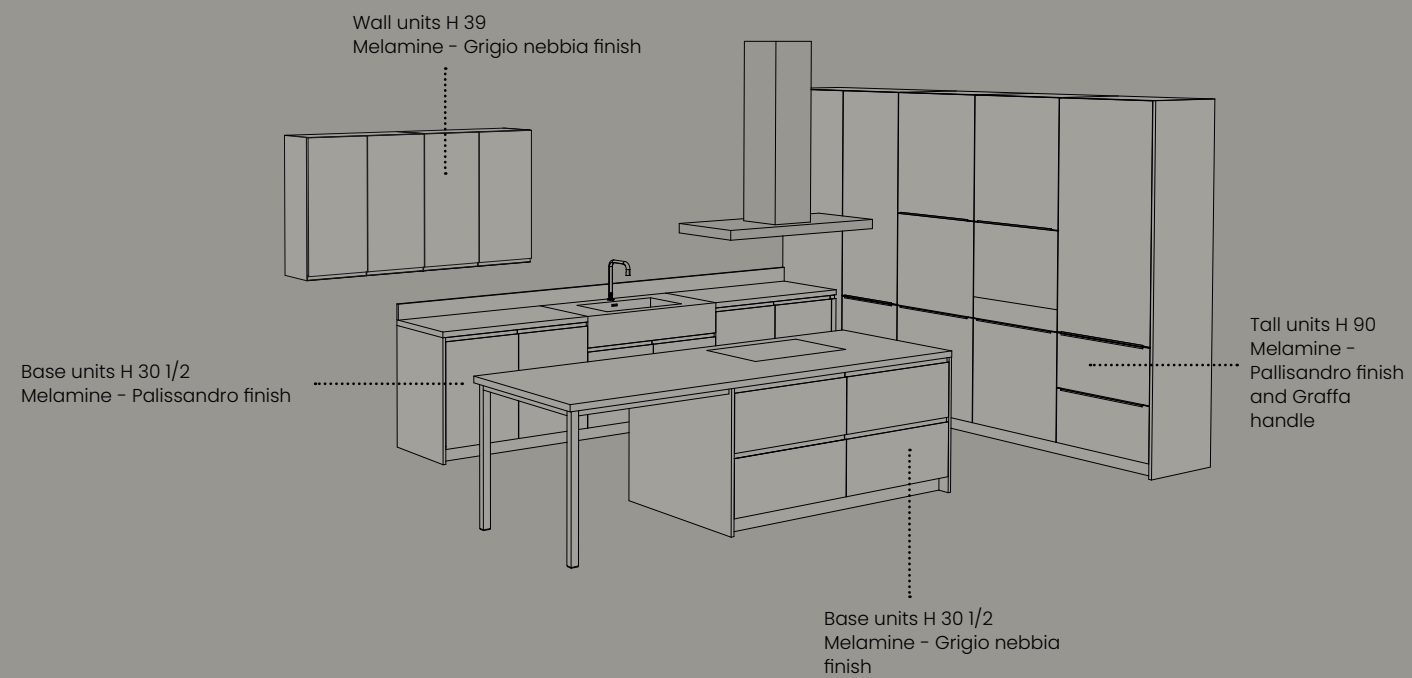 Wall units H 39
Melamine - Grigio nebbia finish
Tall units H 90
Melamine -
Pallisandro finish
and Graffa
handle
Base units H 30 1/2
Melamine - Palissandro finish
Base units H 30 1/2
Melamine - Grigio nebbia
finish